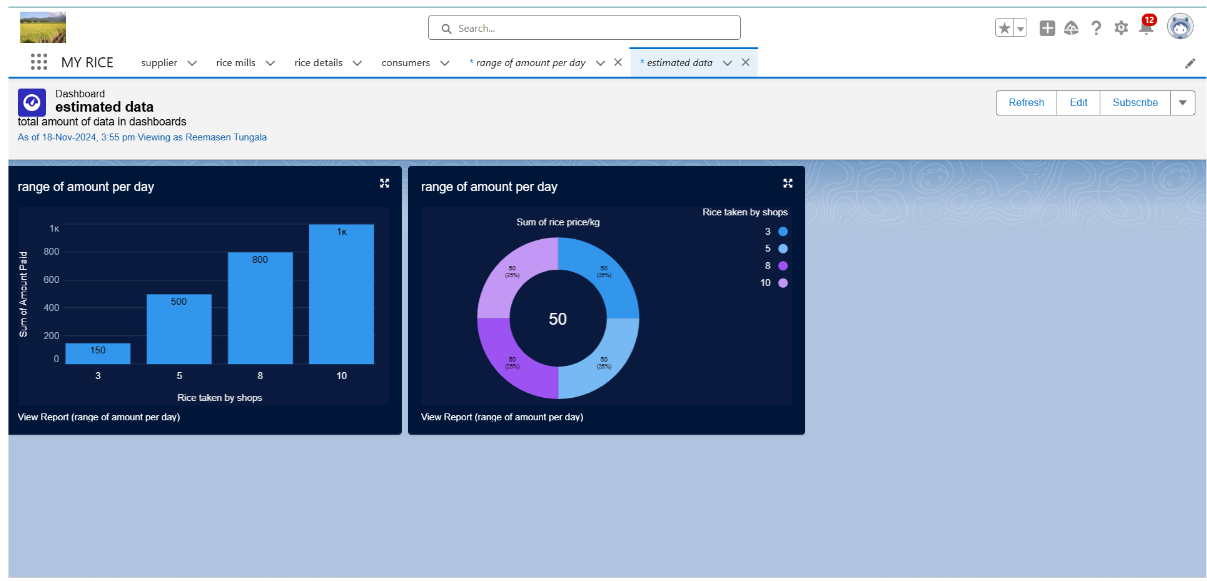 Search...
12
MY RICE
supplier
rice mills
rice details
consumers
* range of amount per day
* estimated data
Dashboard
estimated data
total amount of data in dashboards
As of 18-Nov-2024, 3:55 pm Viewing as Reemasen Tungala
Refresh
Edit
Subscribe
range of amount per day
Sum of Amount Paid
1K
800
600
400
200
0
150
500
800
1K
3
5
8
10
Rice taken by shops
View Report (range of amount per day)
range of amount per day
Sum of rice price/kg
Rice taken by shops
3
5
8
10
50
(25%)
50
(25%)
50
50
(25%)
50
(25%)
View Report (range of amount per day)